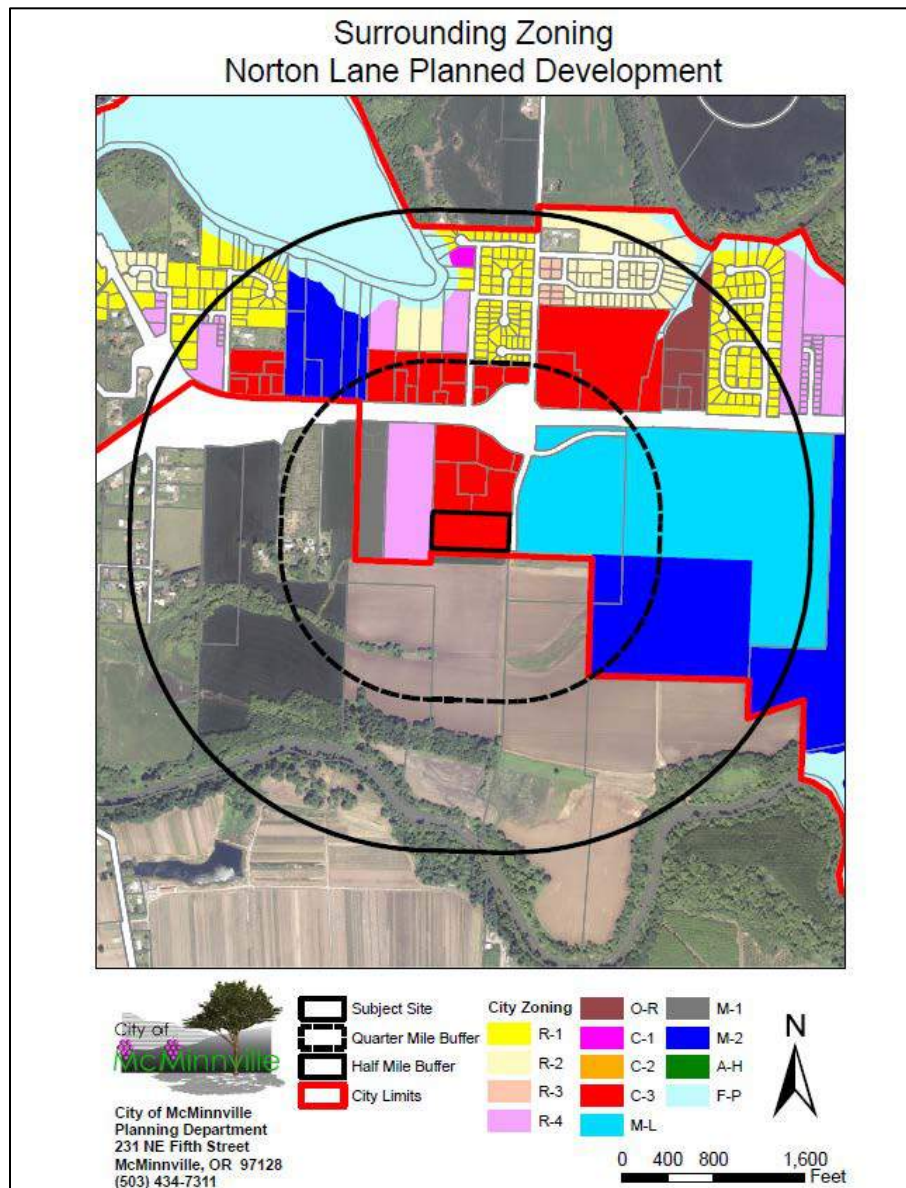 Surrounding Zoning
Norton Lane Planned Development
City of
McMinnville
City of McMinnville
Planning Department
231 NE Fifth Street
McMinnville, OR 97128
(503) 434-7311
Subject Site
Quarter Mile Buffer
Half Mile Buffer
City Limits
City Zoning
R-1
R-2
R-3
R-4
O-R
C-1
C-2
C-3
M-L
M-1
M-2
A-H
F-P
N
0 400 800 1,600
Feet